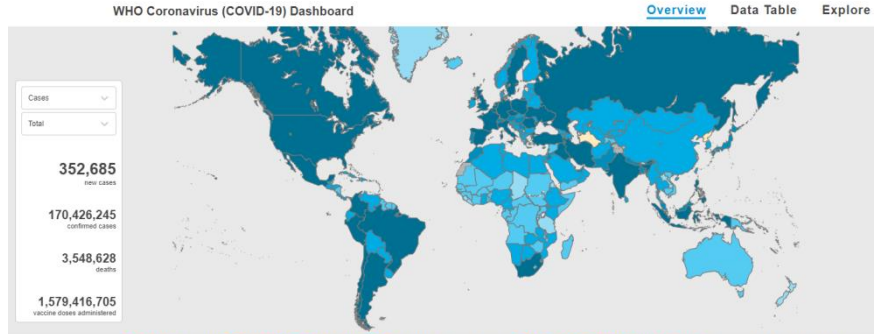 WHO Coronavirus (COVID-19) Dashboard
Overview Data Table Explore
Cases
Total
352,685
new cases
170,426,245
confirmed cases
3,548,628
deaths
1,579,416,705
vaccine doses administered